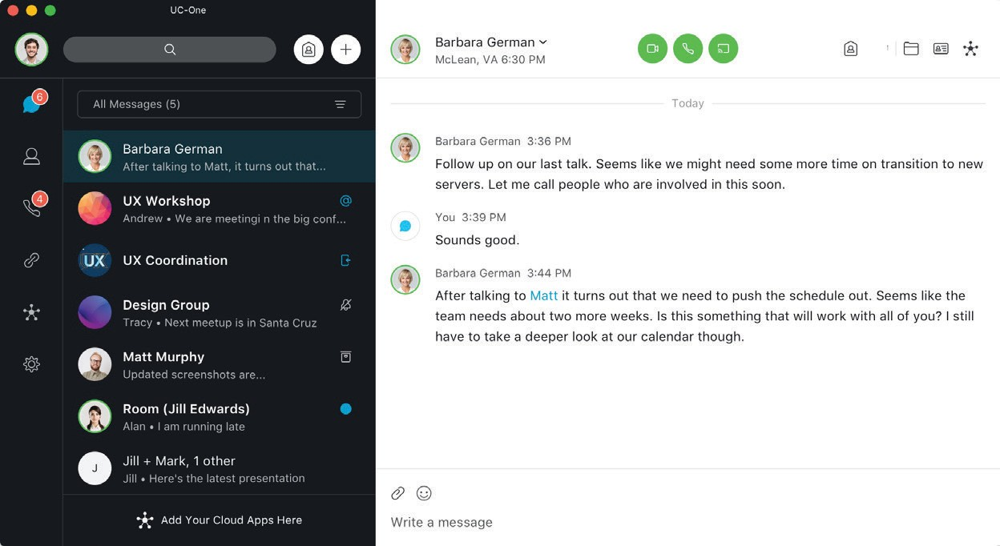 UC-One
6
4
All Messages (5)
Barbara German
After talking to Matt, it turns out that...
UX Workshop
@
Andrew • We are meetingi n the big conf...
UX
UX Coordination
Design Group
Tracy • Next meetup is in Santa Cruz
Matt Murphy
Updated screenshots are...
Room (Jill Edwards)
Alan • I am running late
J
Jill + Mark, 1 other
Jill • Here's the latest presentation
Add Your Cloud Apps Here
Barbara German
McLean, VA 6:30 PM
Today
Barbara German 3:36 PM
Follow up on our last talk. Seems like we might need some more time on transition to new
servers. Let me call people who are involved in this soon.
You 3:39 PM
Sounds good.
Barbara German 3:44 PM
After talking to Matt it turns out that we need to push the schedule out. Seems like the
team needs about two more weeks. Is this something that will work with all of you? I still
have to take a deeper look at our calendar though.
Write a message